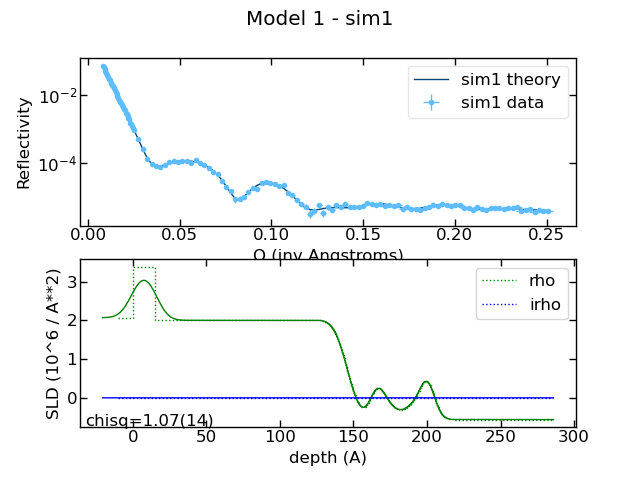 Model 1 - sim1
Reflectivity
10^-2
10^-4
sim1 theory
sim1 data
0.00 0.05 0.10 0.15 0.20 0.25
Q (inv Angstroms)
SLD (10^6 / A**2)
3
2
1
0
rho
irho
chisq=1.07(14)
0 50 100 150 200 250 300
depth (A)